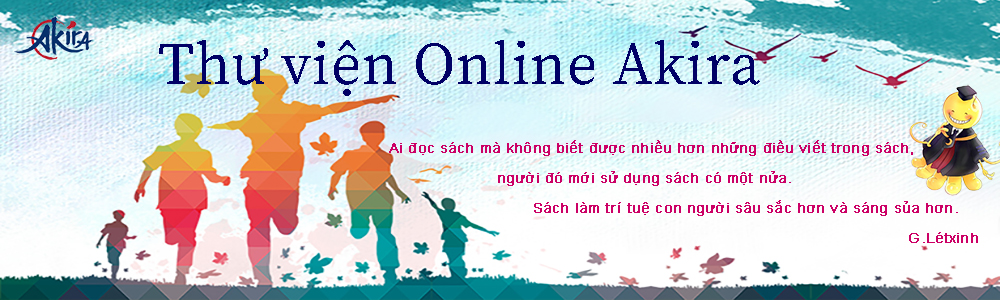 AkirA
Thư viện Online Akira
Ai đọc sách mà không biết được nhiều hơn những điều viết trong sách,
người đó mới sử dụng sách có một nửa.
Sách làm trí tuệ con người sâu sắc hơn và sáng sủa hơn.
G.Létxinh